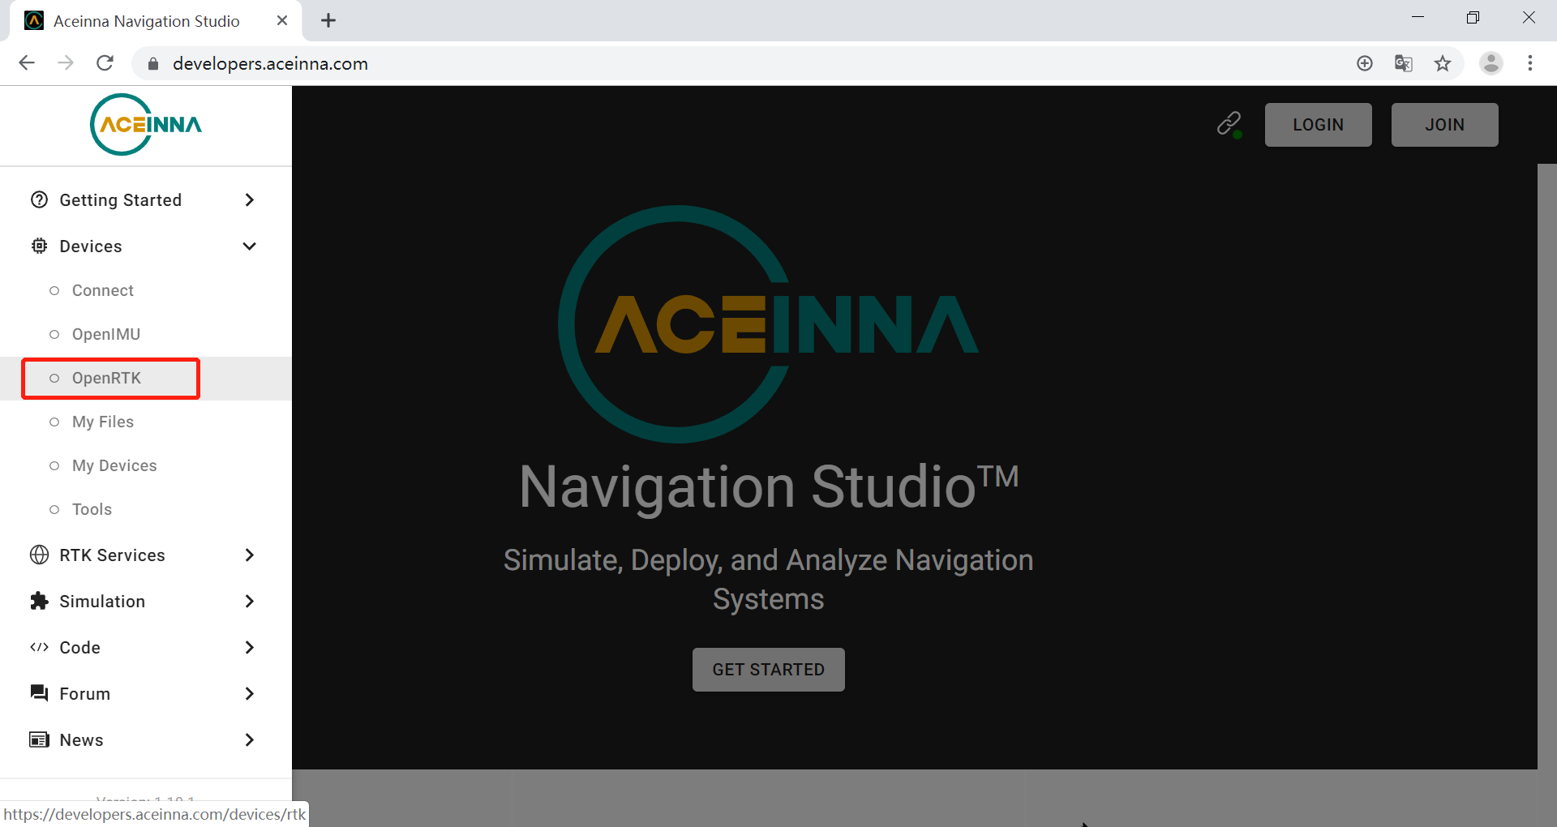 Aceinna Navigation Studio
developers.aceinna.com
ACEINNA
LOGIN
JOIN
Getting Started
Devices
Connect
OpenIMU
OpenRTK
My Files
My Devices
Tools
RTK Services
Simulation
Code
Forum
News
https://developers.aceinna.com/devices/rtk
ACEINNA
Navigation Studio™
Simulate, Deploy, and Analyze Navigation
Systems
GET STARTED